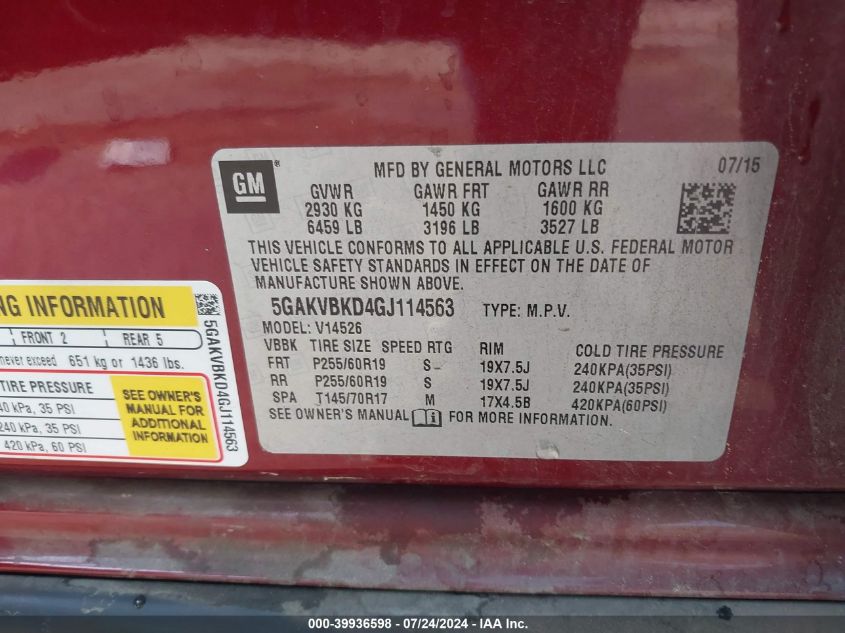 GM
MFD BY GENERAL MOTORS LLC 07/15
GVWR GAWR FRT GAWR RR
2930 KG 1450 KG 1600 KG
6459 LB 3196 LB 3527 LB
THIS VEHICLE CONFORMS TO ALL APPLICABLE U.S. FEDERAL MOTOR
VEHICLE SAFETY STANDARDS IN EFFECT ON THE DATE OF
MANUFACTURE SHOWN ABOVE.
5GAKVBKD4GJ114563 TYPE: M.P.V.
MODEL: V14526
VBBK TIRE SIZE SPEED RTG RIM COLD TIRE PRESSURE
FRT P255/60R19 S 19X7.5J 240KPA(35PSI)
RR P255/60R19 S 19X7.5J 240KPA(35PSI)
SPA T145/70R17 M 17X4.5B 420KPA(60PSI)
SEE OWNER'S MANUAL FOR MORE INFORMATION.
INFORMATION
FRONT 2 REAR 5
never exceed 651 kg or 1436 lbs.
TIRE PRESSURE
kPa, 35 PSI
240 kPa, 35 PSI
420 kPa, 60 PSI
SEE OWNER'S
MANUAL FOR
ADDITIONAL
INFORMATION
5GAKVBKD4GJ114563
000-39936598 - 07/24/2024 - IAA Inc.